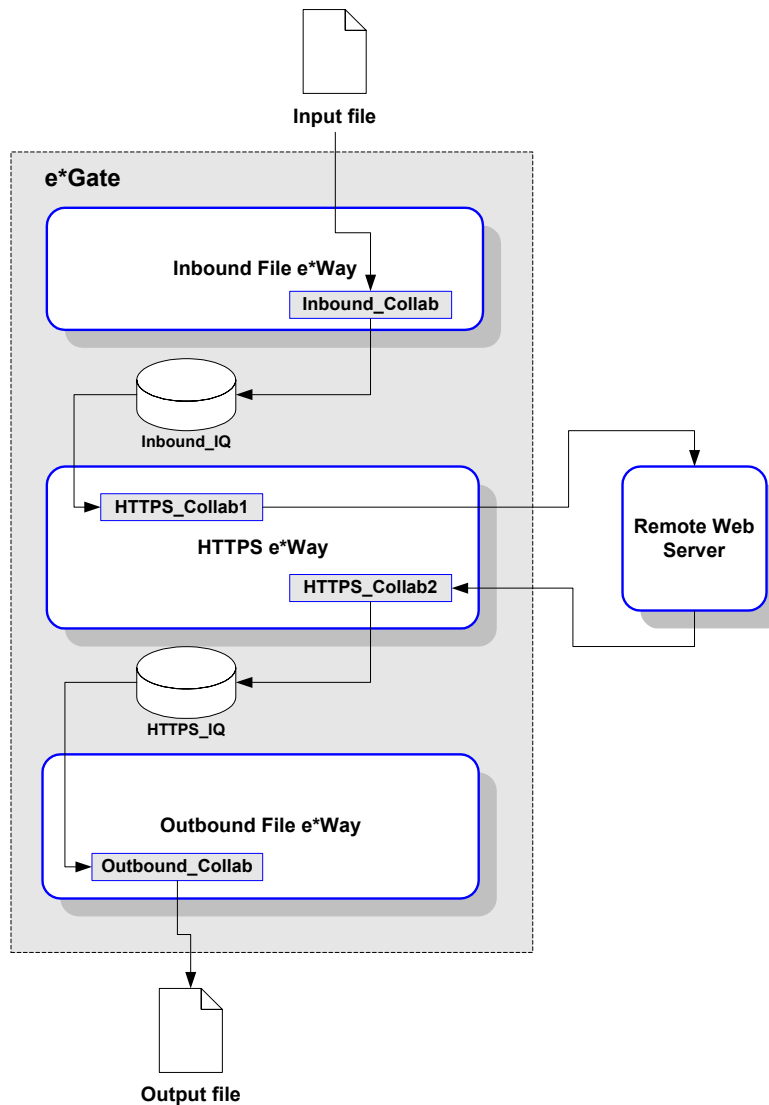 Input file
e*Gate
Inbound File e*Way
Inbound_Collab
Inbound_IQ
HTTPS_Collab1
HTTPS e*Way
HTTPS_Collab2
Remote Web
Server
HTTPS_IQ
Outbound File e*Way
Outbound_Collab
Output file